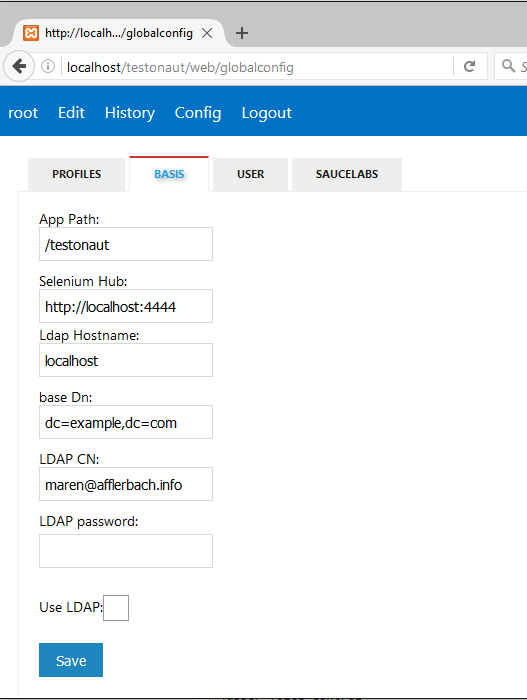 http://localh.../globalconfig
localhost/testonaut/web/globalconfig
root Edit History Config Logout
PROFILES BASIS USER SAUCELABS
App Path:
/testonaut
Selenium Hub:
http://localhost:4444
Ldap Hostname:
localhost
base Dn:
dc=example,dc=com
LDAP CN:
maren@afflerbach.info
LDAP password:
Use LDAP:
Save